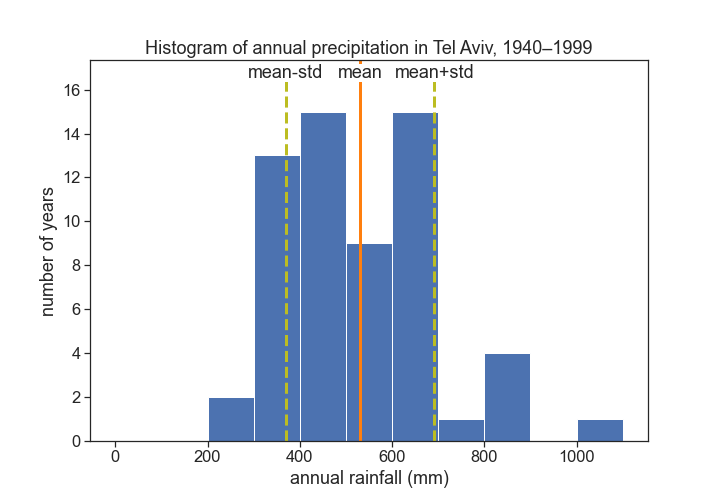 Histogram of annual precipitation in Tel Aviv, 1940–1999
mean-std mean mean+std
16
14
12
10
8
6
4
2
0
number of years
0 200 400 600 800 1000
annual rainfall (mm)